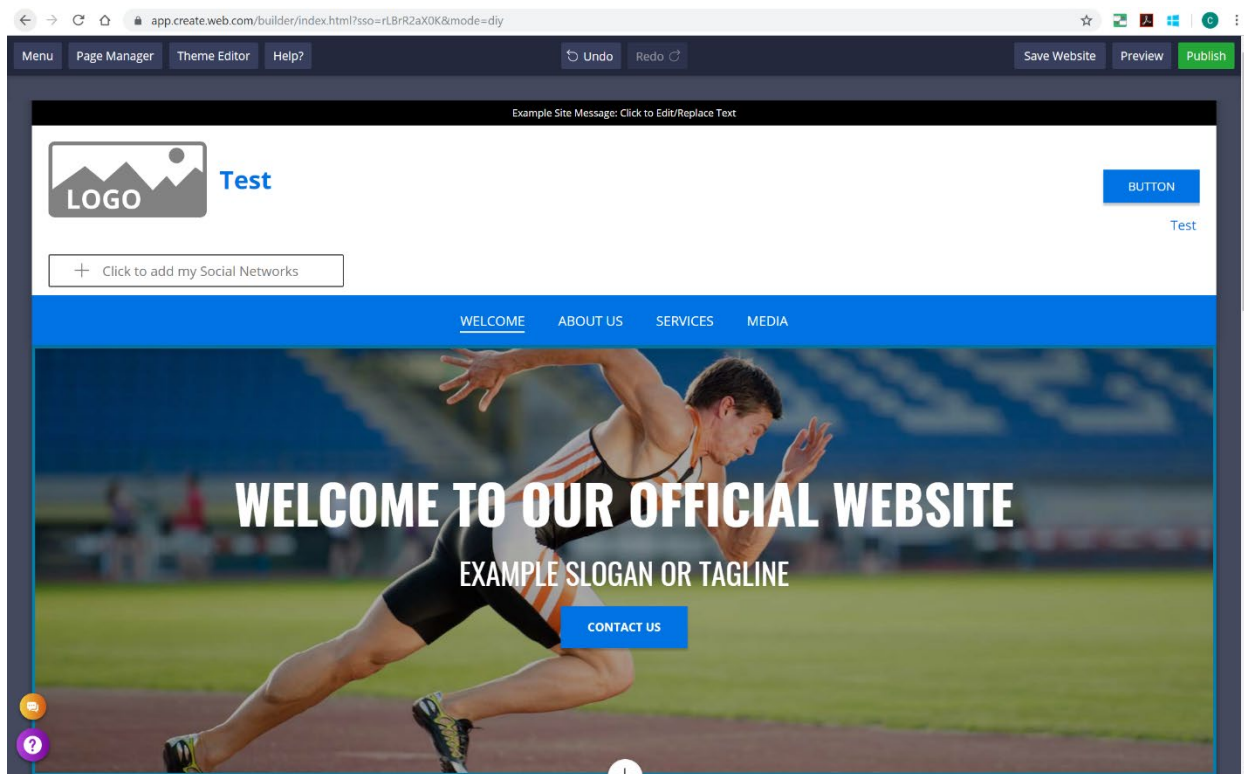 app.create.web.com/builder/index.html?sso=rLBrR2aX0K&mode=diy
C
Menu Page Manager Theme Editor Help? Undo Redo Save Website Preview Publish
Example Site Message: Click to Edit/Replace Text
LOGO
Test
BUTTON
Test
+ Click to add my Social Networks
WELCOME ABOUT US SERVICES MEDIA
WELCOME TO OUR OFFICIAL WEBSITE
EXAMPLE SLOGAN OR TAGLINE
CONTACT US
?